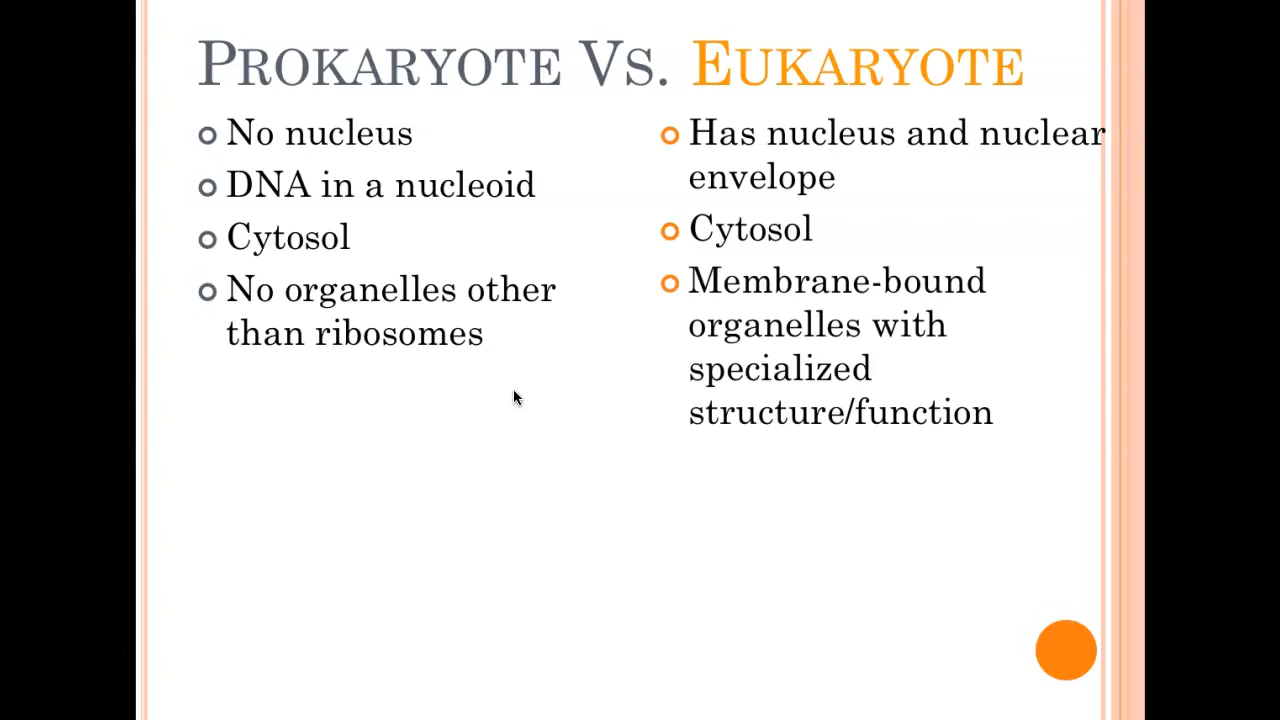 PROKARYOTE VS. EUKARYOTE
No nucleus
DNA in a nucleoid
Cytosol
No organelles other
than ribosomes
Has nucleus and nuclear
envelope
Cytosol
Membrane-bound
organelles with
specialized
structure/function